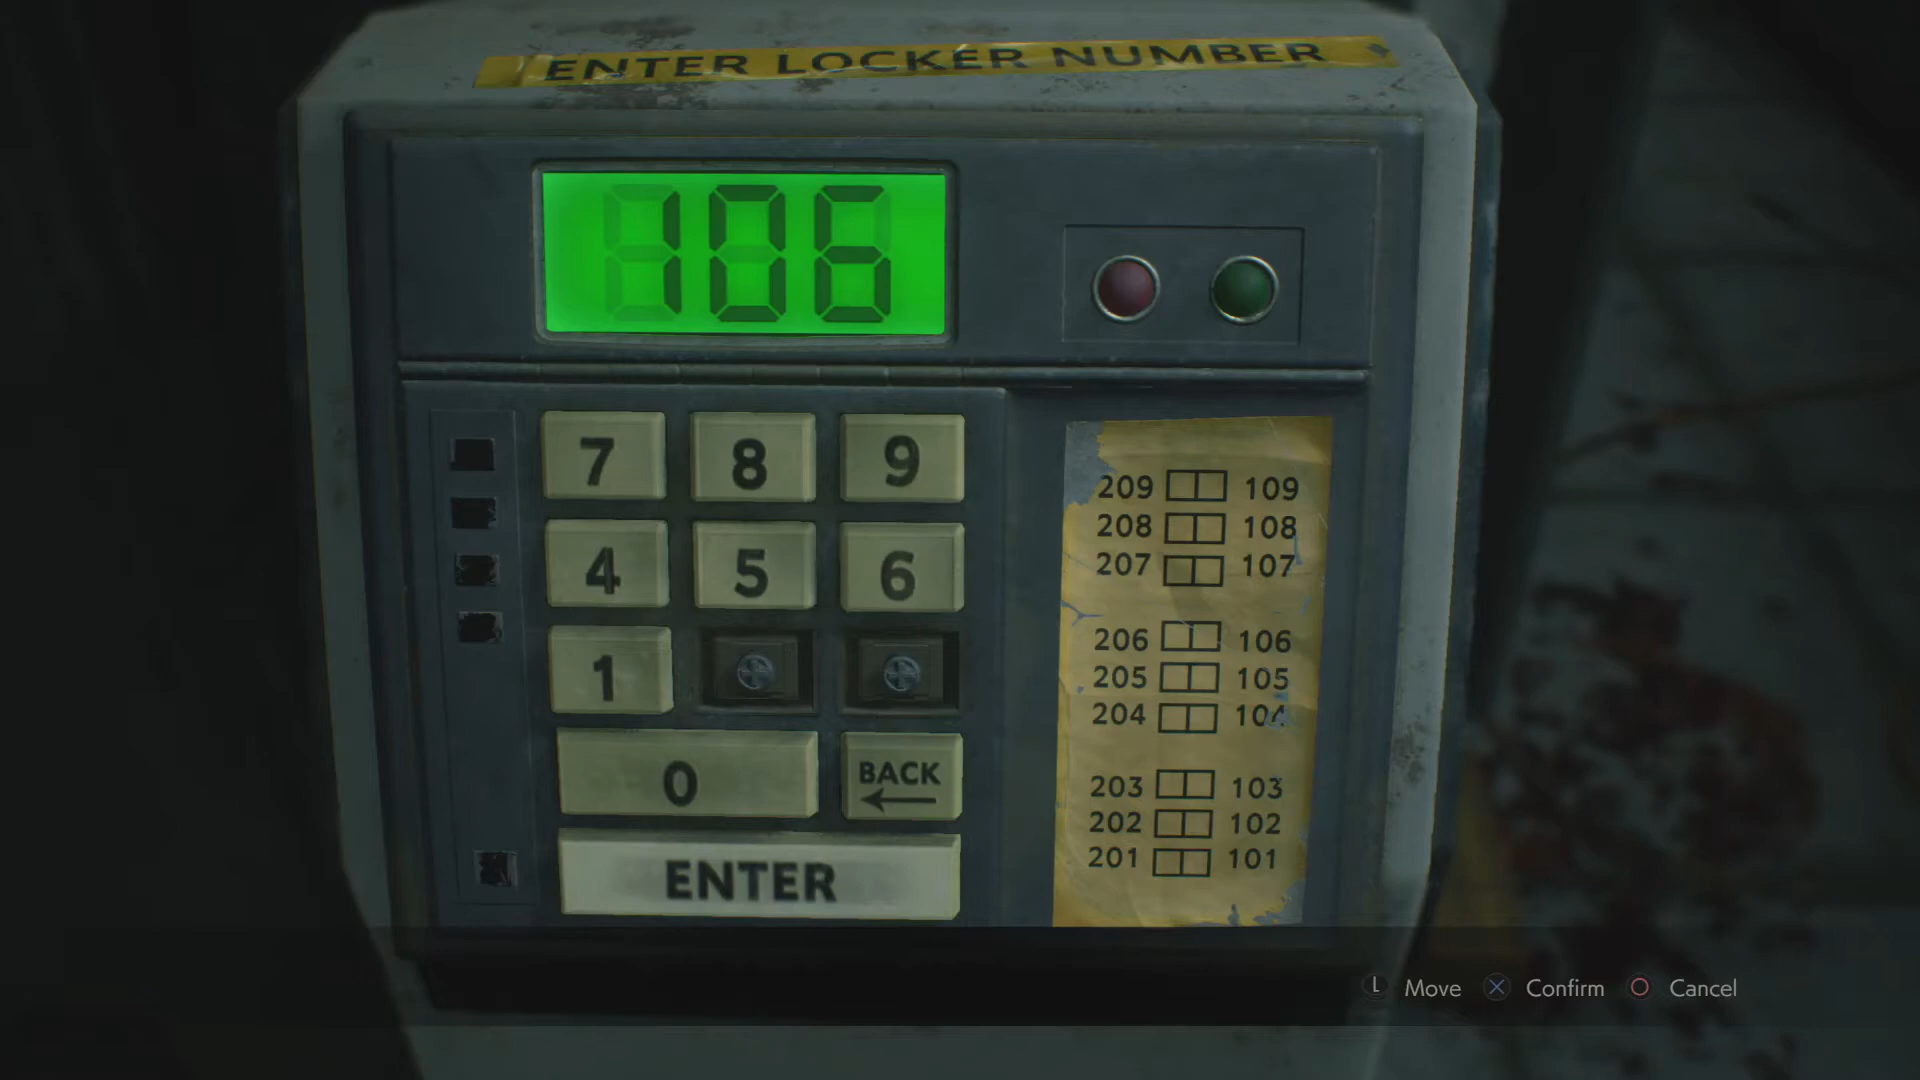 ENTER LOCKER NUMBER
106
7 8 9
4 5 6
1
0 BACK
ENTER
209 109
208 108
207 107
206 106
205 105
204 104
203 103
202 102
201 101
L Move Confirm Cancel